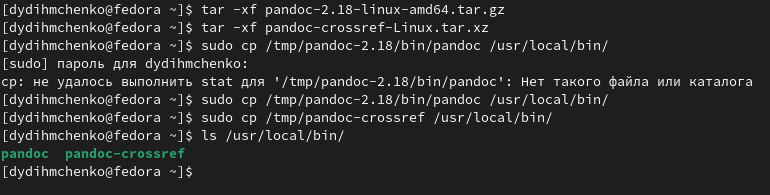 [dydihmchenko@fedora ~]$ tar -xf pandoc-2.18-linux-amd64.tar.gz
[dydihmchenko@fedora ~]$ tar -xf pandoc-crossref-Linux.tar.xz
[dydihmchenko@fedora ~]$ sudo cp /tmp/pandoc-2.18/bin/pandoc /usr/local/bin/
[sudo] пароль для dydihmchenko:
cp: не удалось выполнить stat для '/tmp/pandoc-2.18/bin/pandoc': Нет такого файла или каталога
[dydihmchenko@fedora ~]$ sudo cp /tmp/pandoc-2.18/bin/pandoc /usr/local/bin/
[dydihmchenko@fedora ~]$ sudo cp /tmp/pandoc-crossref /usr/local/bin/
[dydihmchenko@fedora ~]$ ls /usr/local/bin/
pandoc  pandoc-crossref
[dydihmchenko@fedora ~]$